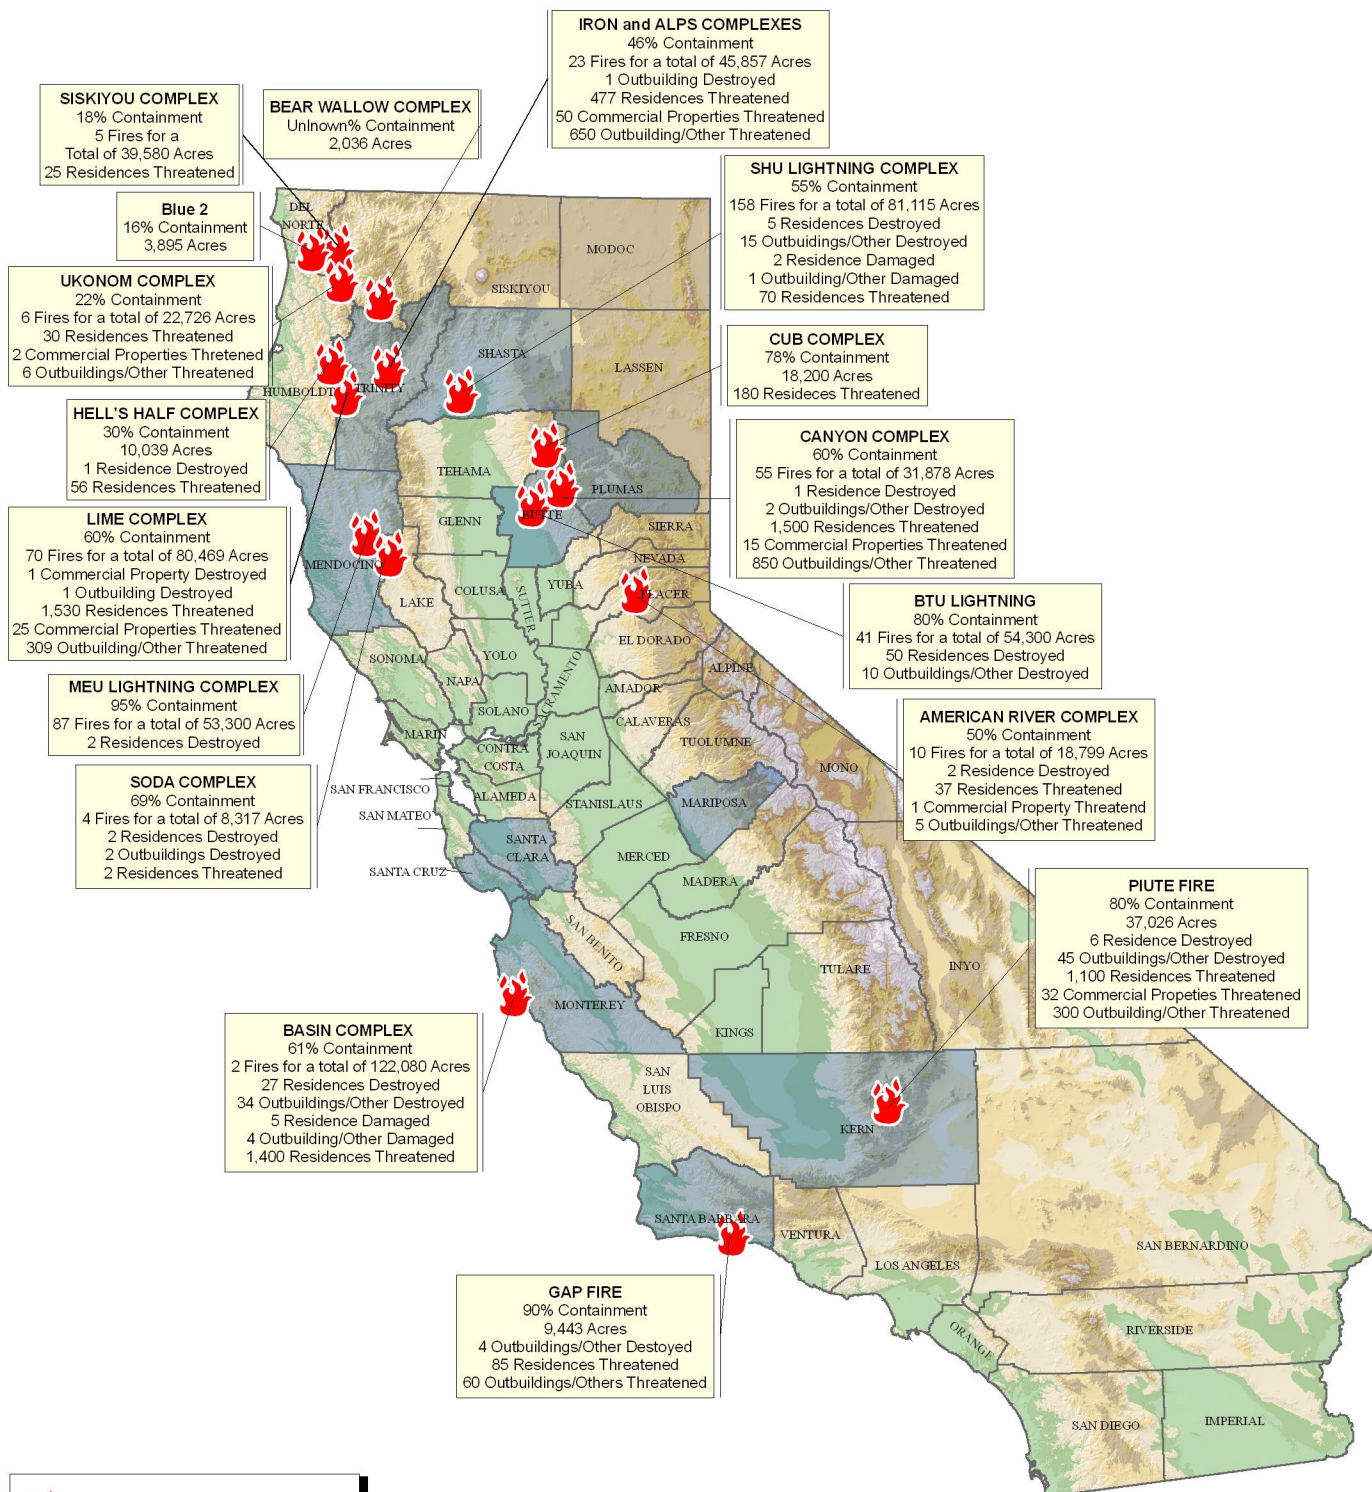 IRON and ALPS COMPLEXES
46% Containment
23 Fires for a total of 45,857 Acres
1 Outbuilding Destroyed
477 Residences Threatened
50 Commercial Properties Threatened
650 Outbuilding/Other Threatened
SISKIYOU COMPLEX
18% Containment
5 Fires for a
Total of 39,580 Acres
25 Residences Threatened
BEAR WALLOW COMPLEX
Unlnown% Containment
2,036 Acres
SHU LIGHTNING COMPLEX
55% Containment
158 Fires for a total of 81,115 Acres
5 Residences Destroyed
15 Outbuidings/Other Destroyed
2 Residence Damaged
1 Outbuilding/Other Damaged
70 Residences Threatened
Blue 2
16% Containment
3,895 Acres
UKONOM COMPLEX
22% Containment
6 Fires for a total of 22,726 Acres
30 Residences Threatened
2 Commercial Properties Thretened
6 Outbuildings/Other Threatened
CUB COMPLEX
78% Containment
18,200 Acres
180 Resideces Threatened
HELL'S HALF COMPLEX
30% Containment
10,039 Acres
1 Residence Destroyed
56 Residences Threatened
CANYON COMPLEX
60% Containment
55 Fires for a total of 31,878 Acres
1 Residence Destroyed
2 Outbuildings/Other Destroyed
1,500 Residences Threatened
15 Commercial Properties Threatened
850 Outbuildings/Other Threatened
LIME COMPLEX
60% Containment
70 Fires for a total of 80,469 Acres
1 Commercial Property Destroyed
1 Outbuilding Destroyed
1,530 Residences Threatened
25 Commercial Properties Threatened
309 Outbuilding/Other Threatened
BTU LIGHTNING
80% Containment
41 Fires for a total of 54,300 Acres
50 Residences Destroyed
10 Outbuildings/Other Destroyed
MEU LIGHTNING COMPLEX
95% Containment
87 Fires for a total of 53,300 Acres
2 Residences Destroyed
AMERICAN RIVER COMPLEX
50% Containment
10 Fires for a total of 18,799 Acres
2 Residence Destroyed
37 Residences Threatened
1 Commercial Property Threatend
5 Outbuildings/Other Threatened
SODA COMPLEX
69% Containment
4 Fires for a total of 8,317 Acres
2 Residences Destroyed
2 Outbuildings Destroyed
2 Residences Threatened
PIUTE FIRE
80% Containment
37,026 Acres
6 Residence Destroyed
45 Outbuildings/Other Destroyed
1,100 Residences Threatened
32 Commercial Propeties Threatened
300 Outbuilding/Other Threatened
BASIN COMPLEX
61% Containment
2 Fires for a total of 122,080 Acres
27 Residences Destroyed
34 Outbuildings/Other Destroyed
5 Residence Damaged
4 Outbuilding/Other Damaged
1,400 Residences Threatened
GAP FIRE
90% Containment
9,443 Acres
4 Outbuildings/Other Destoyed
85 Residences Threatened
60 Outbuildings/Others Threatened
DEL
NORTE
SISKIYOU
MODOC
HUMBOLDT
TRINITY
SHASTA
LASSEN
TEHAMA
PLUMAS
GLENN
BUTTE
SIERRA
MENDOCINO
NEVADA
LAKE
COLUSA
SUTTER
YUBA
PLACER
SONOMA
NAPA
YOLO
SACRAMENTO
EL DORADO
ALPINE
SOLANO
AMADOR
CALAVERAS
MARIN
CONTRA
COSTA
SAN
JOAQUIN
TUOLUMNE
MONO
SAN FRANCISCO
ALAMEDA
STANISLAUS
MARIPOSA
SAN MATEO
SANTA
CLARA
MERCED
SANTA CRUZ
MADERA
SAN BENITO
FRESNO
TULARE
INYO
MONTEREY
KINGS
SAN
LUIS
OBISPO
KERN
SANTA BARBARA
VENTURA
LOS ANGELES
SAN BERNARDINO
ORANGE
RIVERSIDE
SAN DIEGO
IMPERIAL